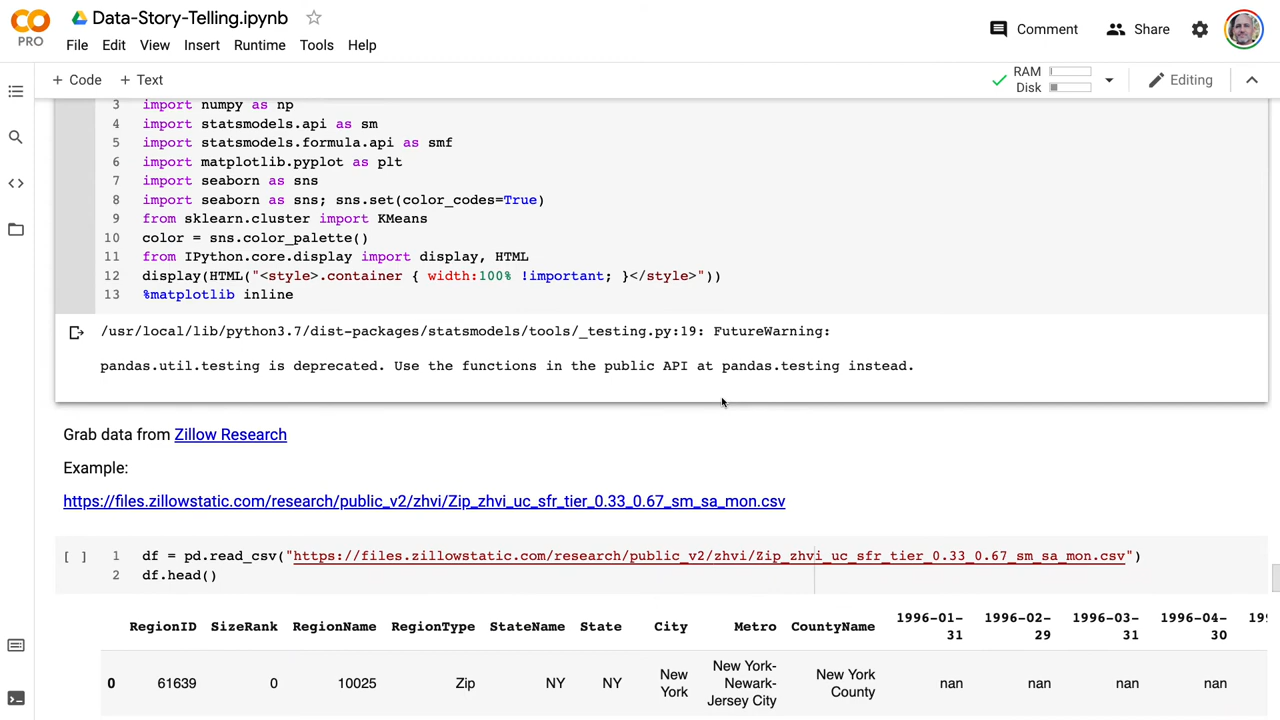 PRO
Data-Story-Telling.ipynb
File Edit View Insert Runtime Tools Help
Comment Share
+ Code + Text
RAM
Disk
Editing
3 import numpy as np
4 import statsmodels.api as sm
5 import statsmodels.formula.api as smf
6 import matplotlib.pyplot as plt
7 import seaborn as sns
8 import seaborn as sns; sns.set(color_codes=True)
9 from sklearn.cluster import KMeans
10 color = sns.color_palette()
11 from IPython.core.display import display, HTML
12 display(HTML("<style>.container { width:100% !important; }</style>"))
13 %matplotlib inline
/usr/local/lib/python3.7/dist-packages/statsmodels/tools/_testing.py:19: FutureWarning:
pandas.util.testing is deprecated. Use the functions in the public API at pandas.testing instead.
Grab data from Zillow Research
Example:
https://files.zillowstatic.com/research/public_v2/zhvi/Zip_zhvi_uc_sfr_tier_0.33_0.67_sm_sa_mon.csv
[ ] 1 df = pd.read_csv("https://files.zillowstatic.com/research/public_v2/zhvi/Zip_zhvi_uc_sfr_tier_0.33_0.67_sm_sa_mon.csv")
2 df.head()
RegionID SizeRank RegionName RegionType StateName State City Metro CountyName 1996-01-31 1996-02-29 1996-03-31 1996-04-30 199
0 61639 0 10025 Zip NY NY New York New York-Newark-Jersey City New York County nan nan nan nan